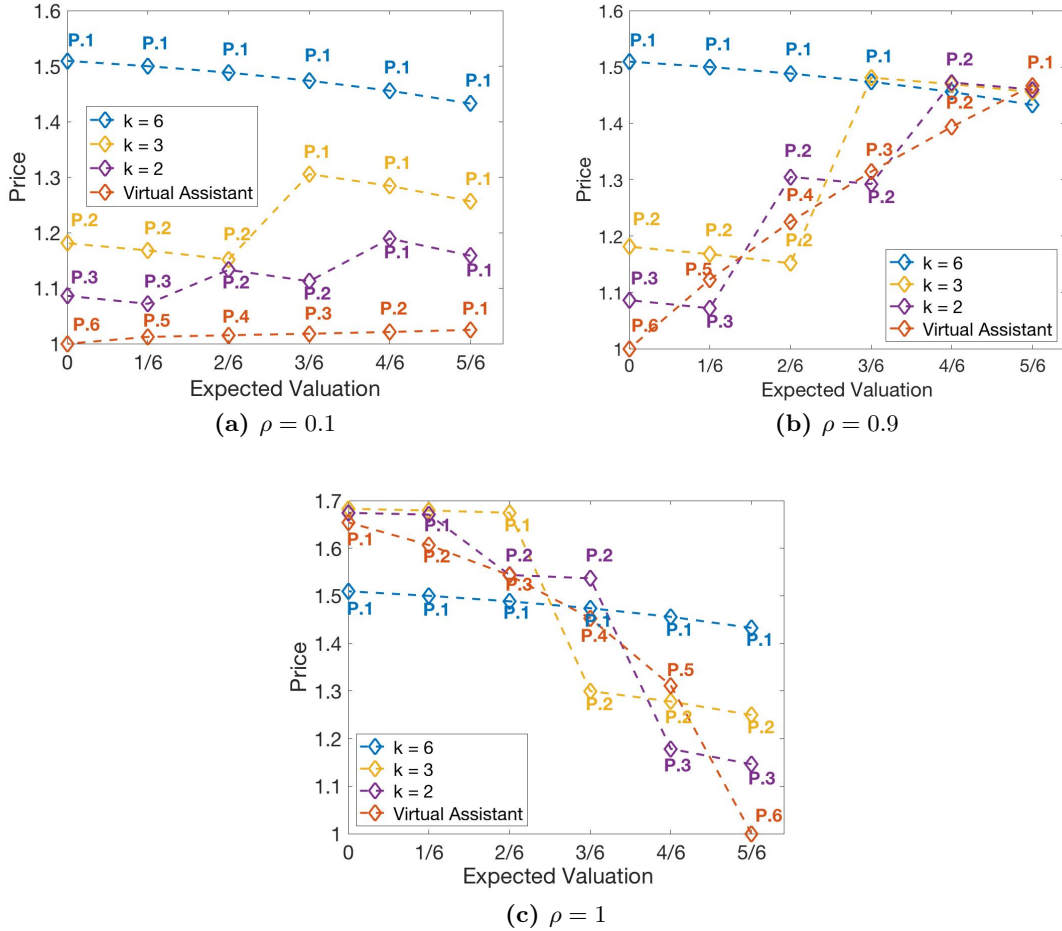 P.1 P.1 P.1 P.1 P.1 P.1
P.2 P.2 P.2 P.1 P.1 P.1
P.3 P.3 P.2 P.2 P.1 P.1
P.6 P.5 P.4 P.3 P.2 P.1
1.6
1.5
1.4
1.3
1.2
1.1
1
Price
k = 6
k = 3
k = 2
Virtual Assistant
0 1/6 2/6 3/6 4/6 5/6
Expected Valuation
(a) ρ = 0.1
P.1 P.1 P.1 P.1 P.2 P.1
P.2 P.2 P.2 P.2
P.3 P.3 P.2 P.2
P.6 P.5 P.4 P.3
1.6
1.5
1.4
1.3
1.2
1.1
1
Price
k = 6
k = 3
k = 2
Virtual Assistant
0 1/6 2/6 3/6 4/6 5/6
Expected Valuation
(b) ρ = 0.9
1.7
1.6
1.5
1.4
1.3
1.2
1.1
1
Price
P.1 P.1 P.1 P.2 P.2
P.1 P.2 P.3 P.4 P.5 P.6
P.1 P.1 P.1 P.1 P.1
P.2 P.2 P.2
P.3 P.3
k = 6
k = 3
k = 2
Virtual Assistant
0 1/6 2/6 3/6 4/6 5/6
Expected Valuation
(c) ρ = 1